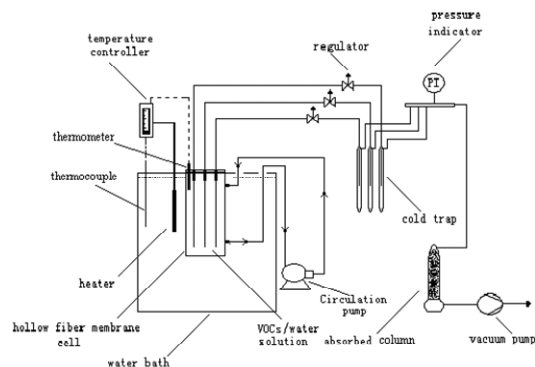 pressure
indicator
temperature
controller
regulator
PI
thermometer
thermocouple
cold trap
heater
Circulation
pump
hollow fiber membrane
cell
VOCs/water
solution
absorbed column
vacuum pump
water bath